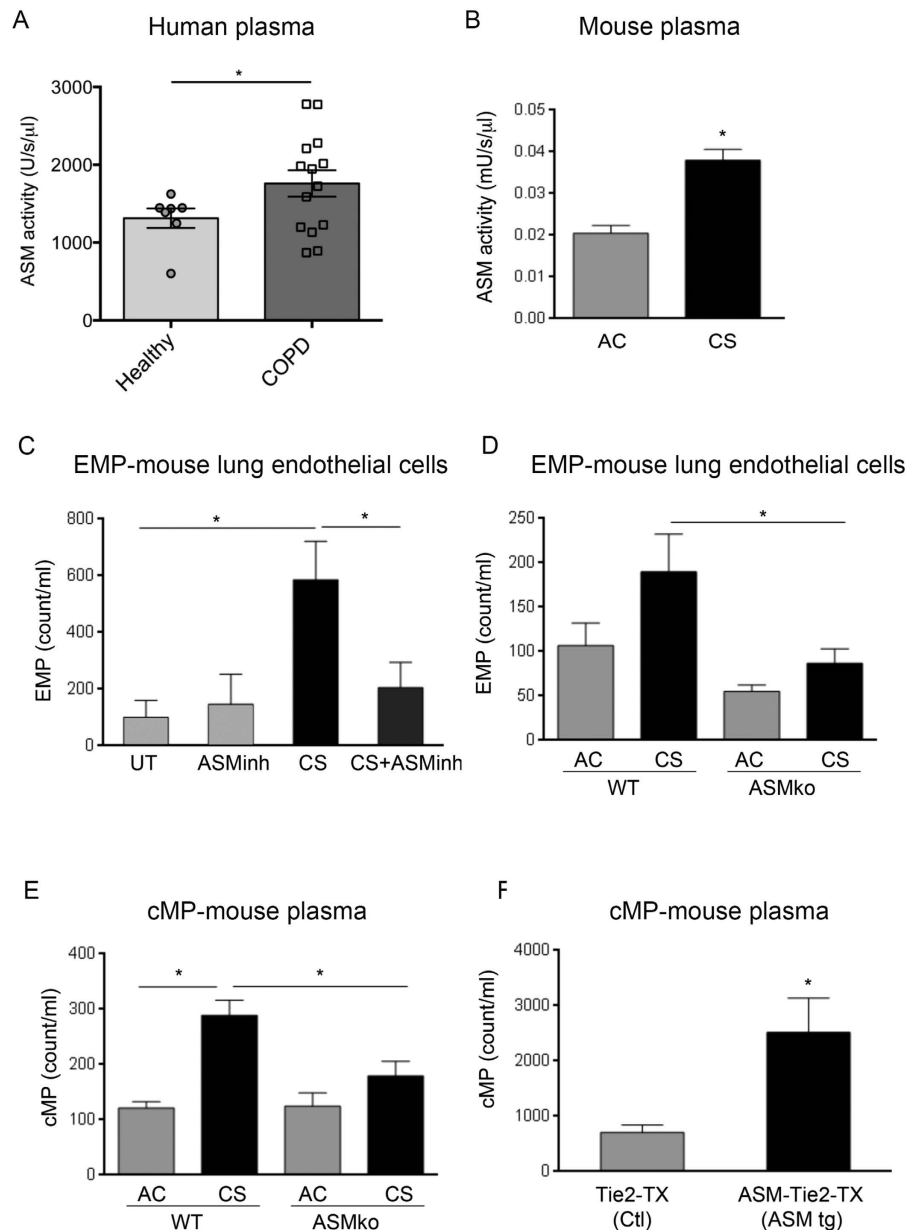 A
Human plasma
*
3000
2000
1000
0
ASM activity (U/s/µl)
Healthy
COPD
B
Mouse plasma
0.05
0.04
0.03
0.02
0.01
0.00
ASM activity (mU/s/µl)
*
AC CS
C
EMP-mouse lung endothelial cells
800
600
400
200
0
EMP (count/ml)
* *
UT ASMinh CS CS+ASMinh
D
EMP-mouse lung endothelial cells
250
200
150
100
50
0
EMP (count/ml)
*
AC CS AC CS
WT ASMko
E
cMP-mouse plasma
400
300
200
100
0
cMP (count/ml)
* *
AC CS AC CS
WT ASMko
F
cMP-mouse plasma
4000
3000
2000
1000
0
cMP (count/ml)
*
Tie2-TX ASM-Tie2-TX
(Ctl) (ASM tg)